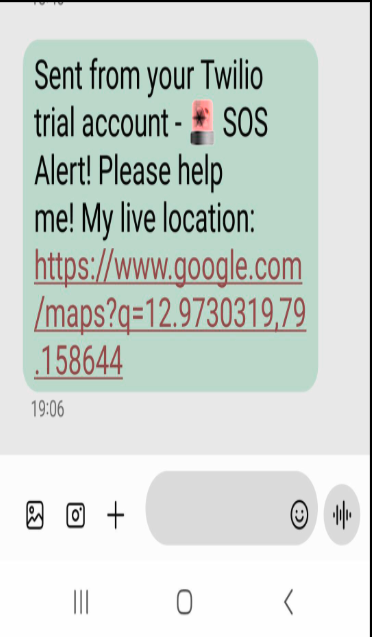 Sent from your Twilio
trial account - 🚨 SOS
Alert! Please help
me! My live location:
https://www.google.com
/maps?q=12.9730319,79
.158644
19:06